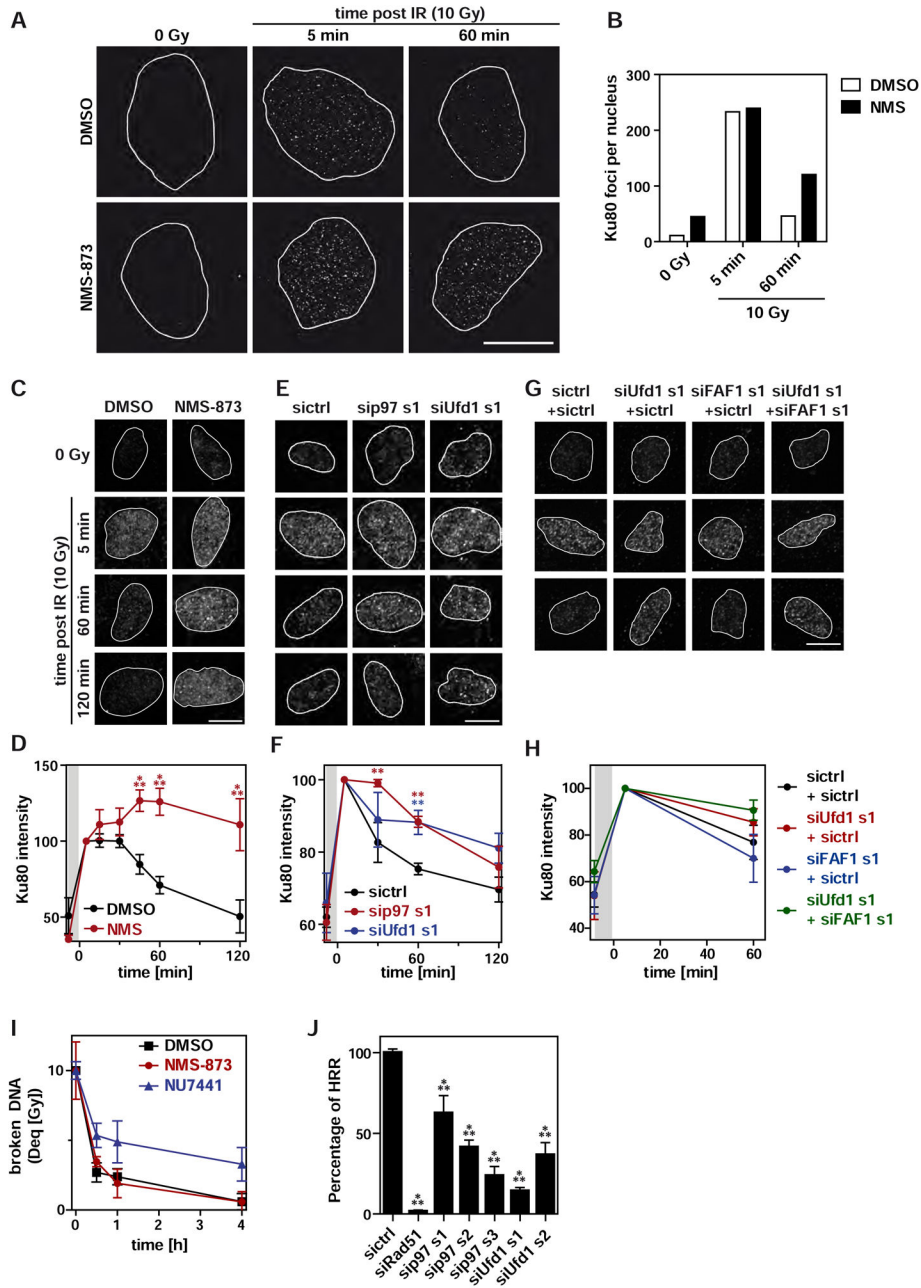 A
time post IR (10 Gy)
0 Gy
5 min
60 min
DMSO
NMS-873
B
300
200
100
0
Ku80 foci per nucleus
DMSO
NMS
0 Gy
5 min
60 min
10 Gy
C
DMSO
NMS-873
0 Gy
5 min
60 min
120 min
time post IR (10 Gy)
E
sictrl
sip97 s1
siUfd1 s1
G
sictrl
+sictrl
siUfd1 s1
+sictrl
siFAF1 s1
+sictrl
siUfd1 s1
+siFAF1 s1
D
Ku80 intensity
150
100
50
*
**
*
**
*
**
DMSO
NMS
0
60
120
time [min]
F
Ku80 intensity
100
80
60
**
**
**
sictrl
sip97 s1
siUfd1 s1
0
60
120
time [min]
H
Ku80 intensity
100
80
60
40
0
20
40
60
time [min]
sictrl
+ sictrl
siUfd1 s1
+ sictrl
siFAF1 s1
+ sictrl
siUfd1 s1
+ siFAF1 s1
I
broken DNA
(Deq [Gy])
10
0
DMSO
NMS-873
NU7441
0
1
2
3
4
time [h]
J
Percentage of HRR
100
50
0
*
**
*
**
*
**
*
**
*
**
*
**
sictrl
siRad51
sip97 s1
sip97 s2
sip97 s3
siUfd1 s1
siUfd1 s2